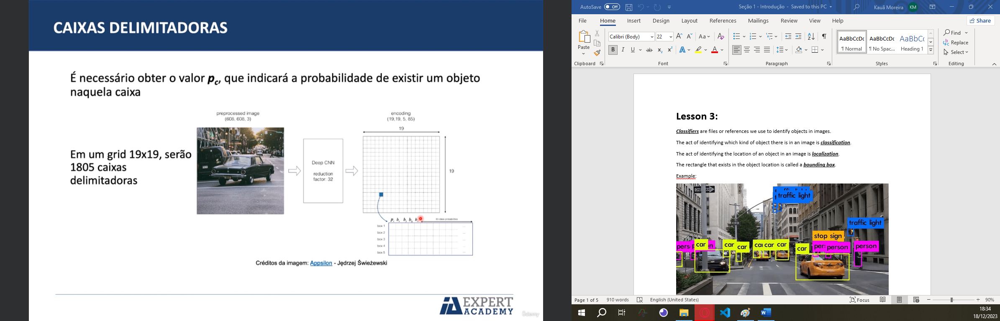 CAIXAS DELIMITADORAS
É necessário obter o valor pc, que indicará a probabilidade de existir um objeto
naquela caixa
preprocessed image
(608, 608, 3)
encoding
(19,19, 5, 85)
19
Em um grid 19x19, serão
1805 caixas
delimitadoras
Deep CNN
reduction
factor: 32
19
80 class probabilities
box 1
box 2
box 3
box 4
box 5
Créditos da imagem: Appsilon - Jędrzej Świeżewski
IA EXPERT
ACADEMY
Udemy
AutoSave Off
Seção 1 - Introdução - Saved to this PC
Kauã Moreira KM
File Home Insert Design Layout References Mailings Review View Help
Share
Paste
Calibri (Body) 22
Aa
B I U ab x2 x2 A A
AaBbCcDc AaBbCcDc AaBbCc
¶ Normal ¶ No Spac... Heading 1
Find
Replace
Select
Clipboard Font Paragraph Styles Editing
Lesson 3:
Classifiers are files or references we use to identify objects in images.
The act of identifying which kind of object there is in an image is classification.
The act of identifying the location of an object in an image is localization.
The rectangle that exists in the object location is called a bounding box.
Example:
ONE WAY
traffic light
traffic light
stop sign
car car car car car car
person person
car
Page 1 of 5 910 words English (United States) Focus 90%
18:34
18/12/2023